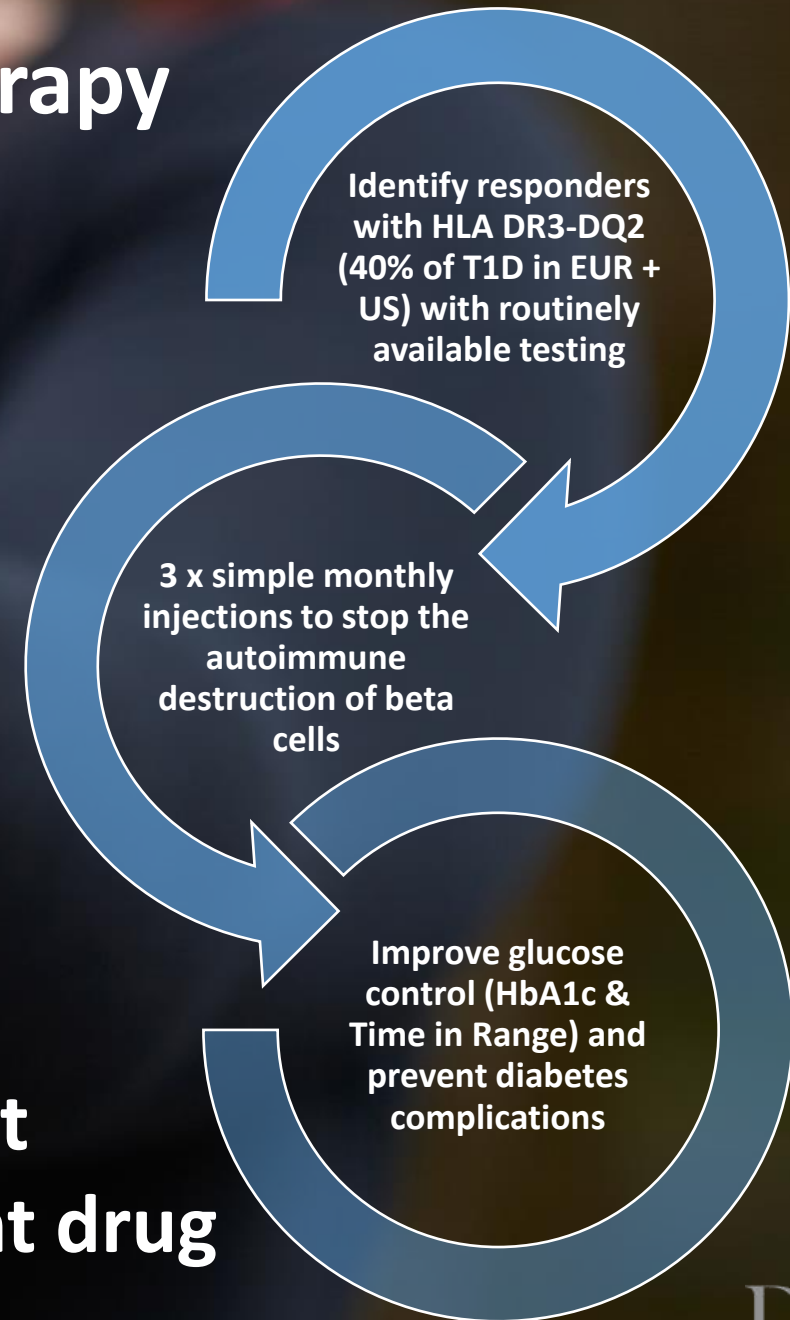 rapy
Identify responders
with HLA DR3-DQ2
(40% of T1D in EUR +
US) with routinely
available testing
3 x simple monthly
injections to stop the
autoimmune
destruction of beta
cells
Improve glucose
control (HbA1c &
Time in Range) and
prevent diabetes
complications
t
t drug